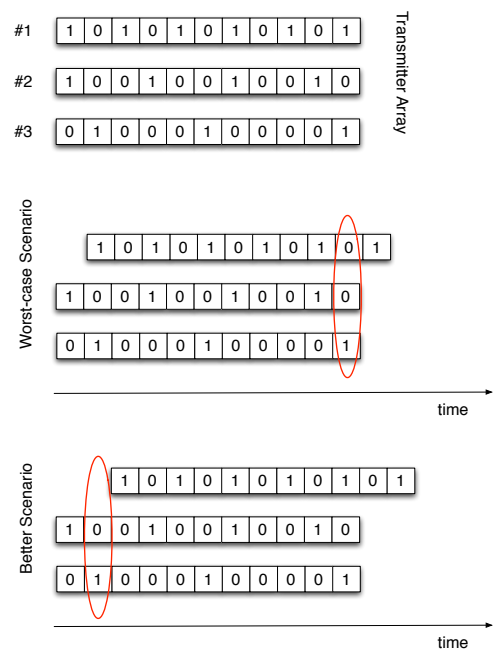 #1 1 0 1 0 1 0 1 0 1 0 1
#2 1 0 0 1 0 0 1 0 0 1 0
#3 0 1 0 0 0 1 0 0 0 0 1
Transmitter Array
Worst-case Scenario
1 0 1 0 1 0 1 0 1 0 1
1 0 0 1 0 0 1 0 0 1 0
0 1 0 0 0 1 0 0 0 0 1
time
Better Scenario
1 0 1 0 1 0 1 0 1 0 1
1 0 0 1 0 0 1 0 0 1 0
0 1 0 0 0 1 0 0 0 0 1
time